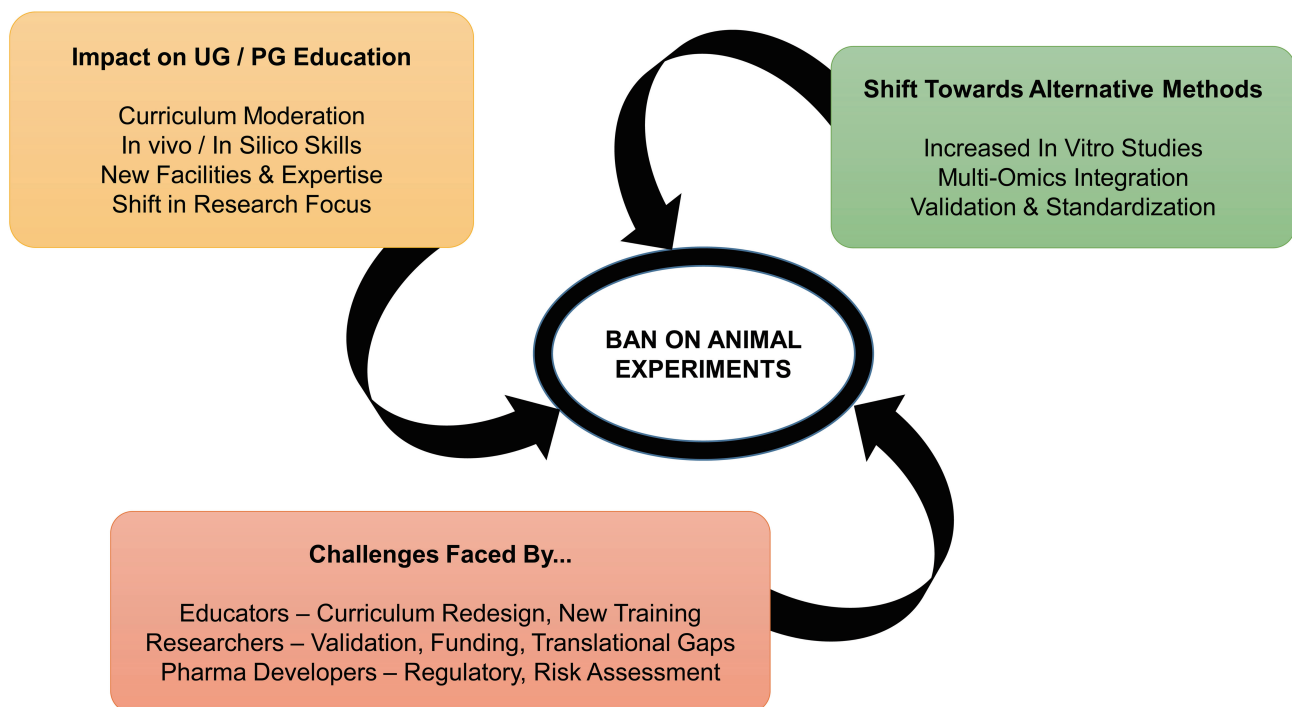 Impact on UG / PG Education
Curriculum Moderation
In vivo / In Silico Skills
New Facilities & Expertise
Shift in Research Focus
Shift Towards Alternative Methods
Increased In Vitro Studies
Multi-Omics Integration
Validation & Standardization
BAN ON ANIMAL
EXPERIMENTS
Challenges Faced By...
Educators – Curriculum Redesign, New Training
Researchers – Validation, Funding, Translational Gaps
Pharma Developers – Regulatory, Risk Assessment